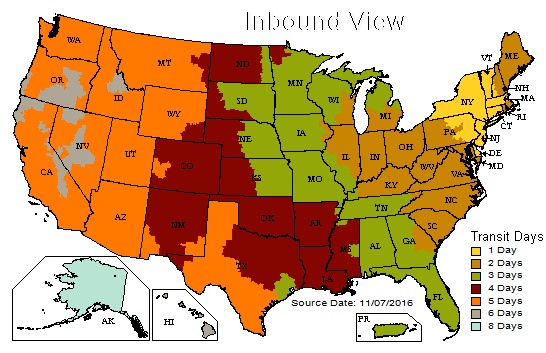 Inbound View
WA
OR
CA
NV
ID
MT
WY
UT
AZ
CO
NM
ND
SD
NE
KS
OK
TX
MN
IA
MO
AR
LA
WI
IL
IN
MI
OH
KY
TN
MS
AL
GA
FL
SC
NC
VA
WV
PA
NY
VT
ME
NH
MA
RI
CT
NJ
DE
MD
AK
HI
PR
Source Date: 11/07/2016
Transit Days
1 Day
2 Days
3 Days
4 Days
5 Days
6 Days
8 Days